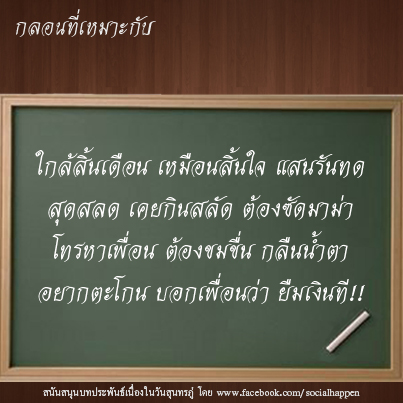 กลอนที่เหมาะกับ
ใกล้สิ้นเดือน เหมือนสิ้นใจ แสนรันทด
สุดสลด เคยกินสลัด ต้องซัดมาม่า
โทรหาเพื่อน ต้องชมชื่น กลืนน้ำตา
อยากตะโกน บอกเพื่อนว่า ยืมเงินที!!
สนันสนุนบทประพันธ์เนื่องในวันสุนทรภู่ โดย www.facebook.com/socialhappen